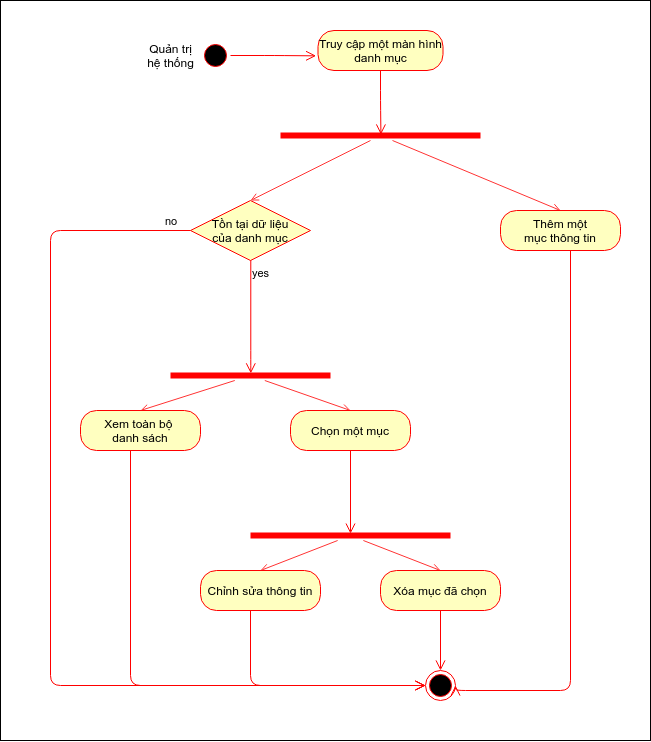 Quản trị
hệ thống
Truy cập một màn hình
danh mục
no
Tồn tại dữ liệu
của danh mục
yes
Thêm một
mục thông tin
Xem toàn bộ
danh sách
Chọn một mục
Chỉnh sửa thông tin
Xóa mục đã chọn